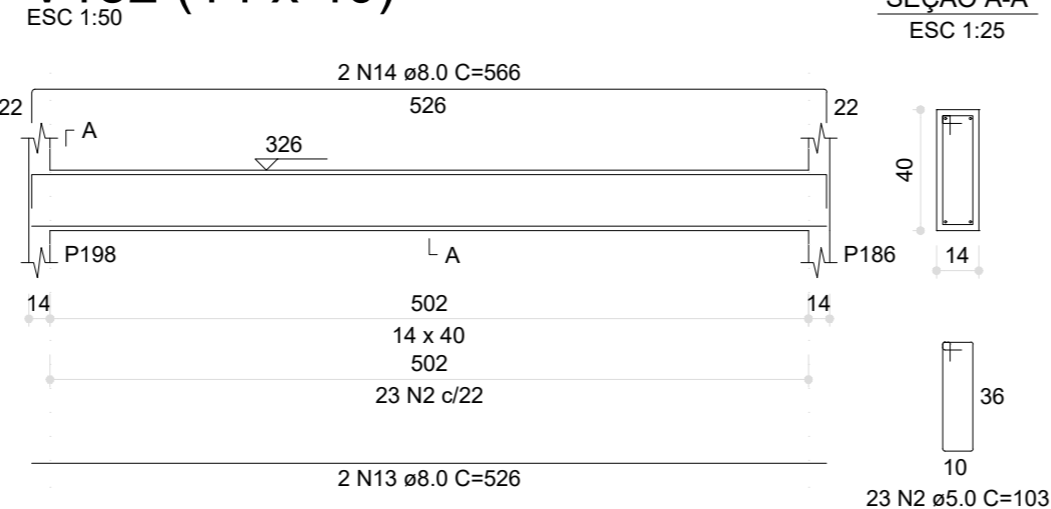 ESC 1:50
SEÇÃO A-A
ESC 1:25
2 N14 ø8.0 C=566
22
526
22
A
326
40
P198
A
P186
14
14
502
14
14 x 40
502
23 N2 c/22
36
10
2 N13 ø8.0 C=526
23 N2 ø5.0 C=103